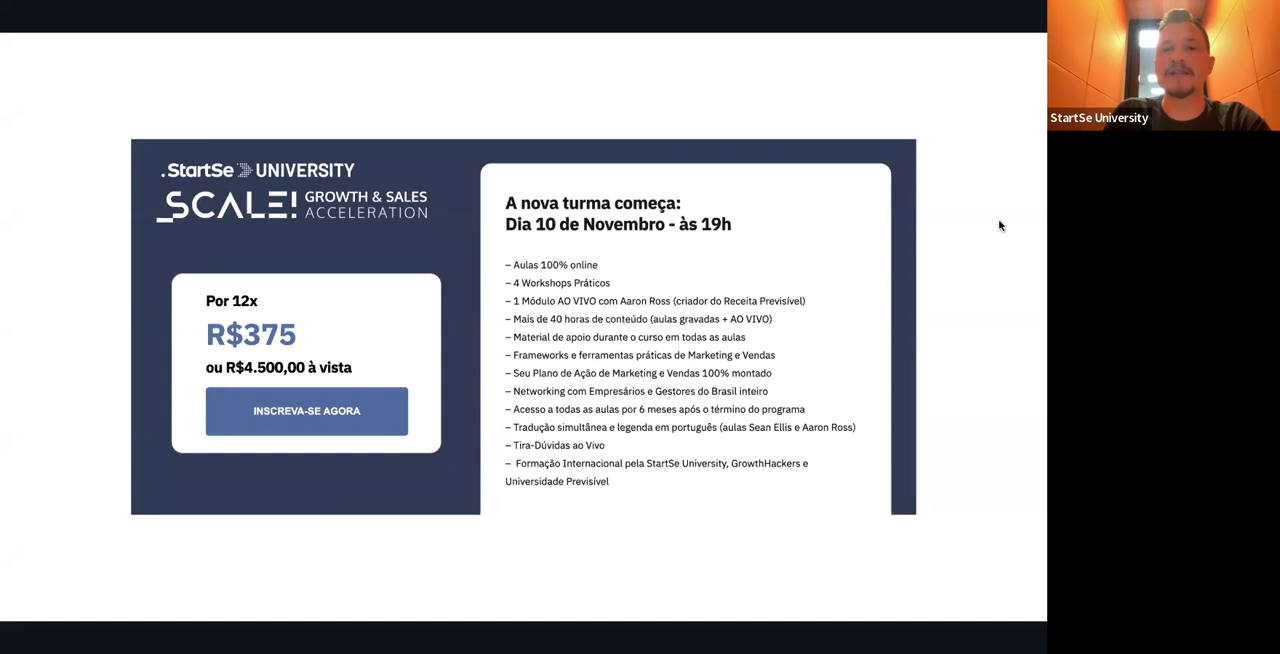 .StartSe UNIVERSITY
_SCALE! GROWTH & SALES
ACCELERATION
Por 12x
R$375
ou R$4.500,00 à vista
INSCREVA-SE AGORA
A nova turma começa:
Dia 10 de Novembro - às 19h
– Aulas 100% online
– 4 Workshops Práticos
– 1 Módulo AO VIVO com Aaron Ross (criador do Receita Previsível)
– Mais de 40 horas de conteúdo (aulas gravadas + AO VIVO)
– Material de apoio durante o curso em todas as aulas
– Frameworks e ferramentas práticas de Marketing e Vendas
– Seu Plano de Ação de Marketing e Vendas 100% montado
– Networking com Empresários e Gestores do Brasil inteiro
– Acesso a todas as aulas por 6 meses após o término do programa
– Tradução simultânea e legenda em português (aulas Sean Ellis e Aaron Ross)
– Tira-Dúvidas ao Vivo
– Formação Internacional pela StartSe University, GrowthHackers e
Universidade Previsível
StartSe University